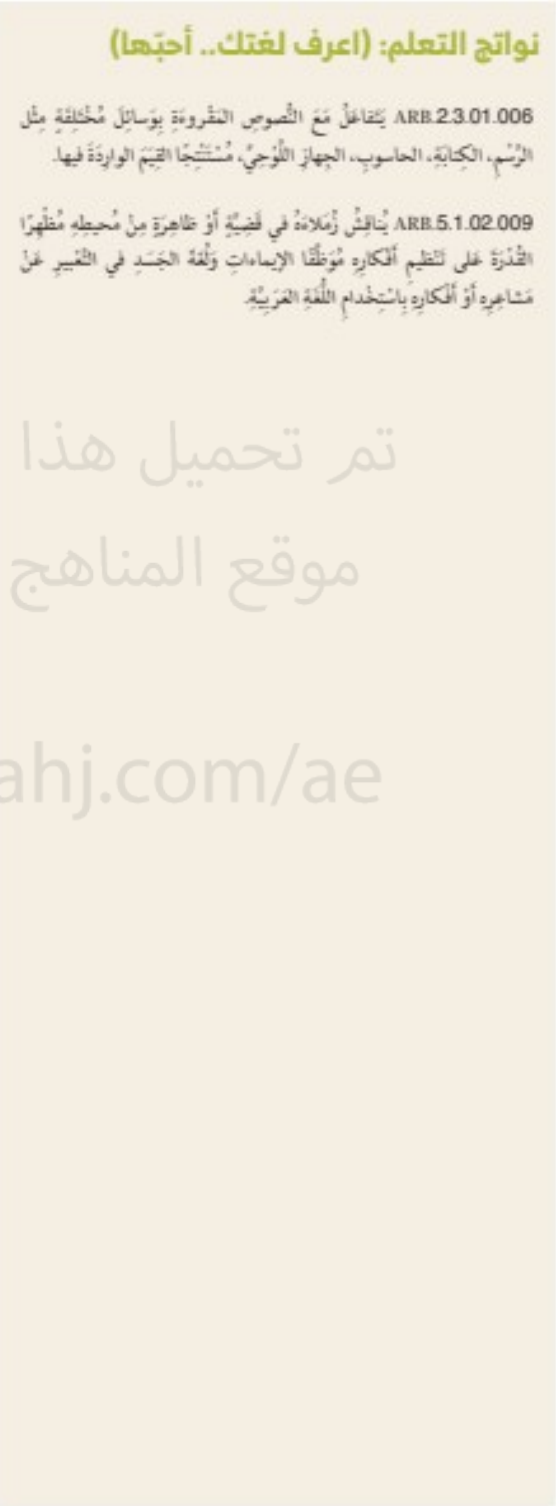 نواتج التعلم: (اعرف لغتك.. أحبّها)
ARB.2.3.01.006 يَتَفاعَلُ مَعَ النُّصوصِ المَقْروءَةِ بِوَسائِلَ مُخْتَلِفَةٍ مِثْل
الرَّسْمِ، الكِتابَةِ، الحاسوبِ، الجِهازِ اللَّوْحِيِّ، مُسْتَنْتِجًا القِيَمَ الوارِدَةَ فيها.
ARB.5.1.02.009 يُناقِشُ زُمَلاءَهُ في قَضِيَّةٍ أَوْ ظاهِرَةٍ مِنْ مُحيطِهِ مُظْهِرًا
القُدْرَةَ عَلى تَنْظيمِ أَفْكارِهِ مُوَظِّفًا الإيماءاتِ وَلُغَةَ الجَسَدِ في التَّعْبيرِ عَنْ
مَشاعِرِهِ أَوْ أَفْكارِهِ بِاسْتِخْدامِ اللُّغَةِ العَرَبِيَّةِ.
تم تحميل هذا
موقع المناهج
ahj.com/ae